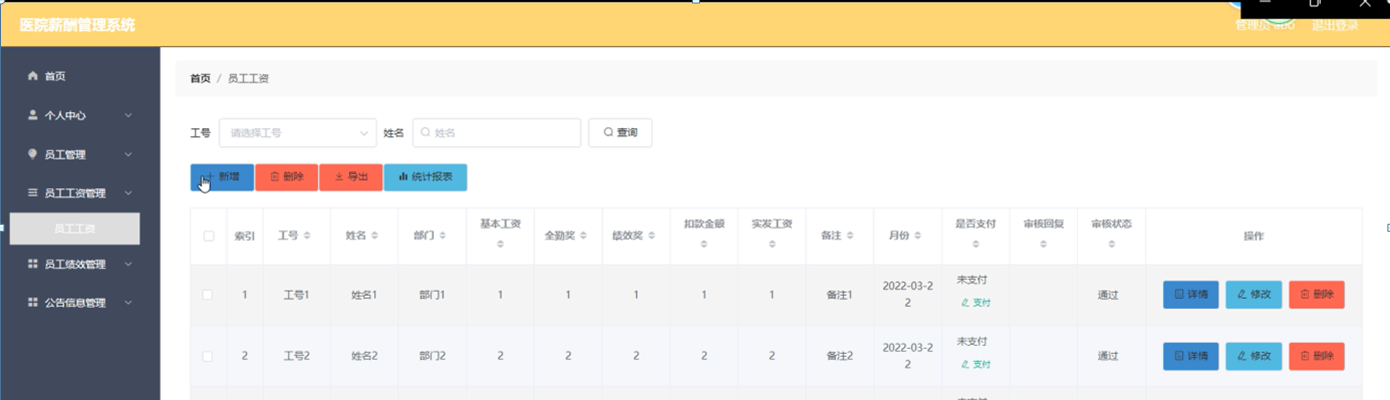 医院薪酬管理系统
管理员 退出登录
首页
个人中心
员工管理
员工工资管理
员工工资
员工绩效管理
公告信息管理
首页 / 员工工资
工号 请选择工号 姓名 姓名 查询
新增 删除 导出 统计报表
索引 工号 姓名 部门 基本工资 全勤奖 绩效奖 扣款金额 实发工资 备注 月份 是否支付 审核回复 审核状态 操作
1 工号1 姓名1 部门1 1 1 1 1 1 备注1 2022-03-22 未支付 支付 通过 详情 修改 删除
2 工号2 姓名2 部门2 2 2 2 2 2 备注2 2022-03-22 未支付 支付 通过 详情 修改 删除